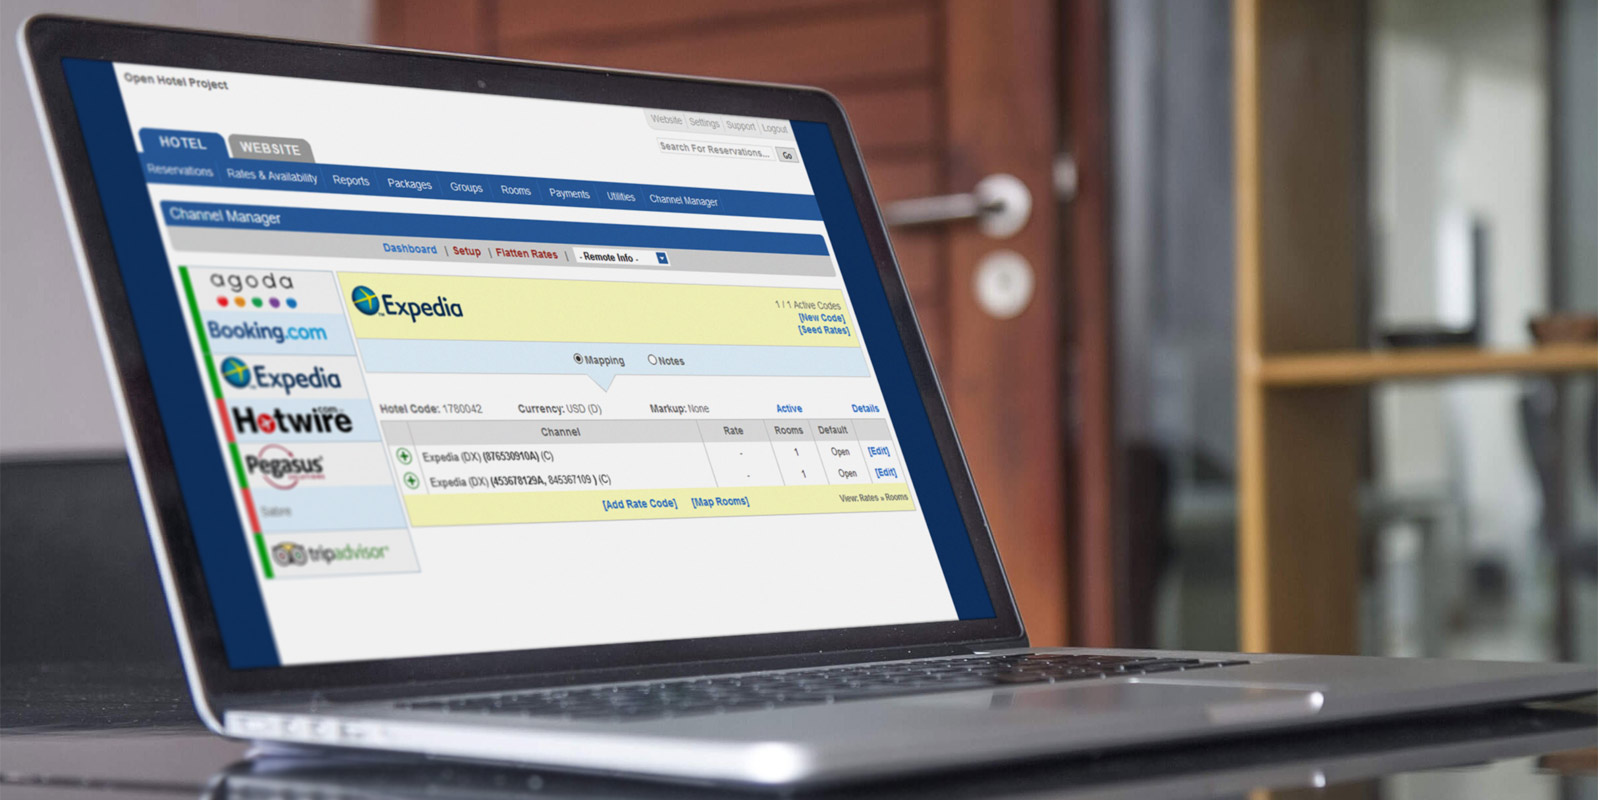 Open Hotel Project
Website Settings Support Logout
Search For Reservations... Go
HOTEL WEBSITE
Reservations Rates & Availability Reports Packages Groups Rooms Payments Utilities Channel Manager
Channel Manager
Dashboard | Setup | Flatten Rates | - Remote Info -
agoda
Booking.com
Expedia
Hotwire.com
Pegasus
Sabre
tripadvisor
Expedia
1 / 1 Active Codes
[New Code]
[Seed Rates]
Mapping Notes
Hotel Code: 1780042 Currency: USD (D) Markup: None Active Details
Channel Rate Rooms Default
Expedia (DX) (876530910A) (C) - 1 Open [Edit]
Expedia (DX) (453678129A, 845367109 ) (C) - 1 Open [Edit]
[Add Rate Code] [Map Rooms] View: Rates » Rooms